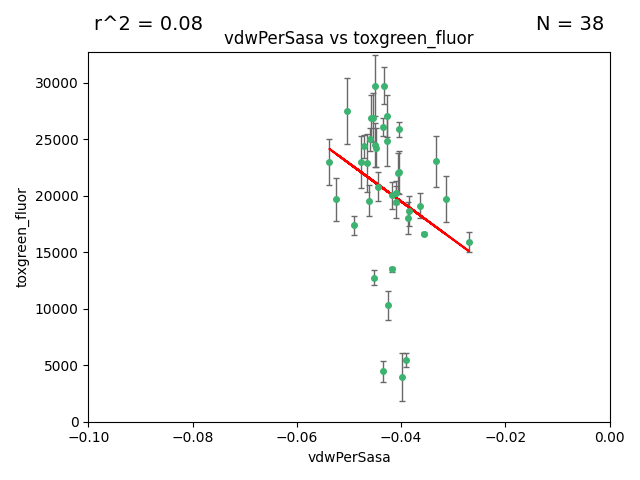 r^2 = 0.08
N = 38
vdwPerSasa vs toxgreen_fluor
30000
25000
20000
15000
10000
5000
0
toxgreen_fluor
−0.10
−0.08
−0.06
−0.04
−0.02
0.00
vdwPerSasa